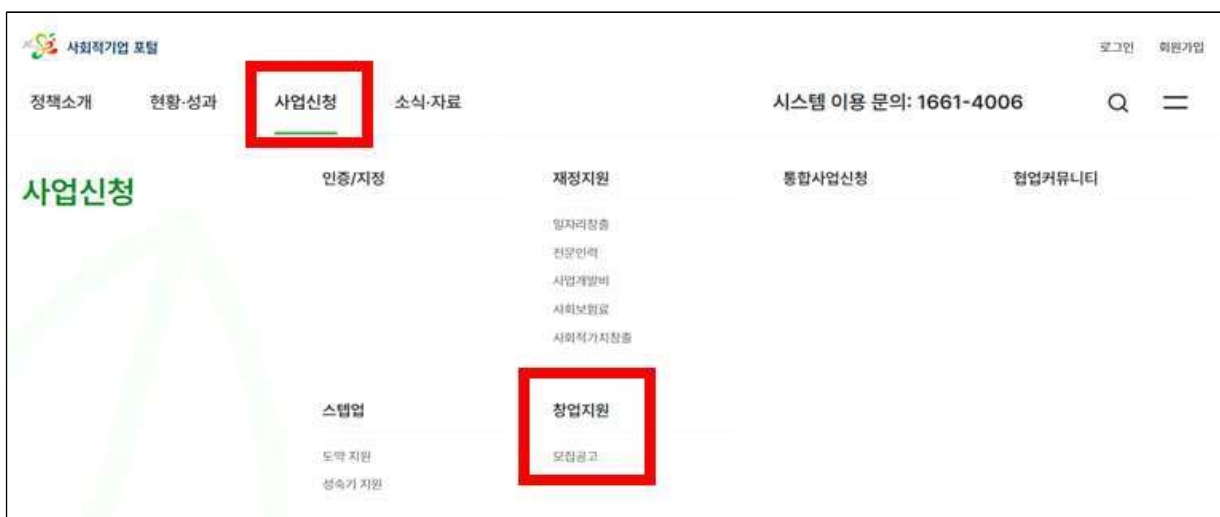 사회적기업 포털
로그인 회원가입
정책소개 현황·성과 사업신청 소식·자료 시스템 이용 문의: 1661-4006
사업신청
인증/지정 재정지원 통합사업신청 협업커뮤니티
일자리창출
전문인력
사업개발비
사회보험료
사회적가치창출
스텝업 창업지원
도약 지원 모집공고
성숙기 지원